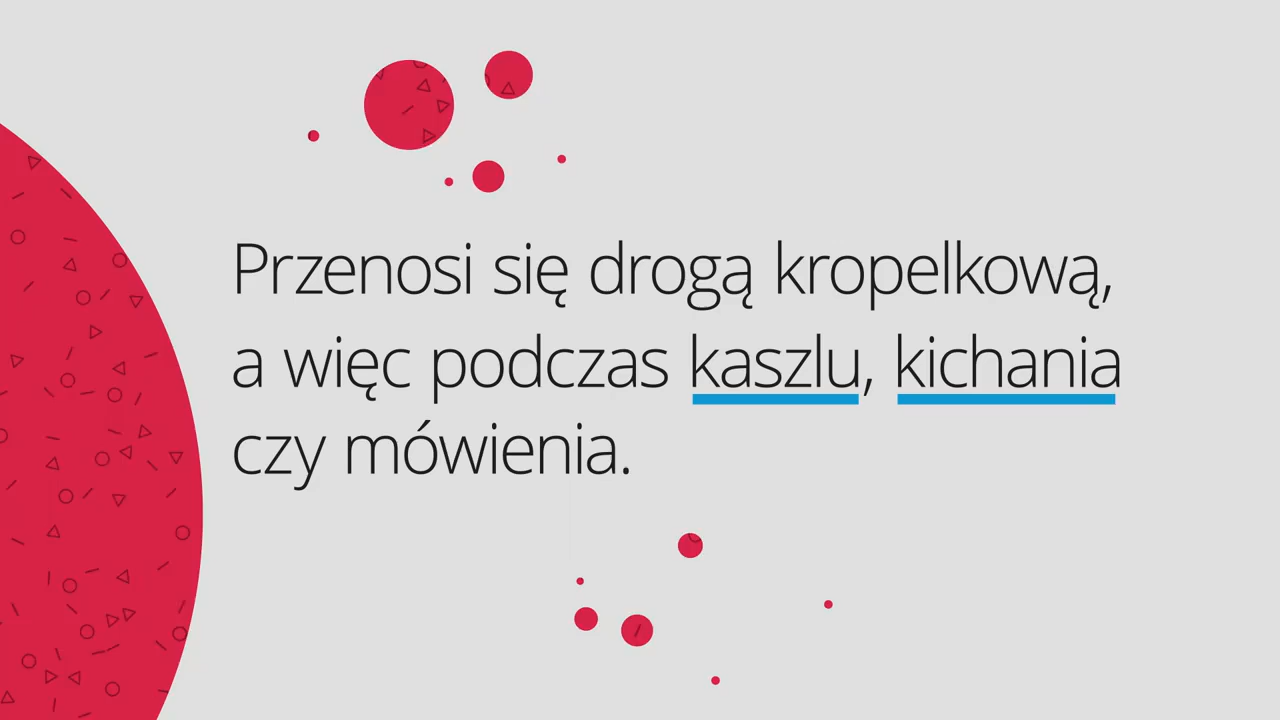 Przenosi się drogą kropelkową,
a więc podczas kaszlu, kichania
czy mówienia.